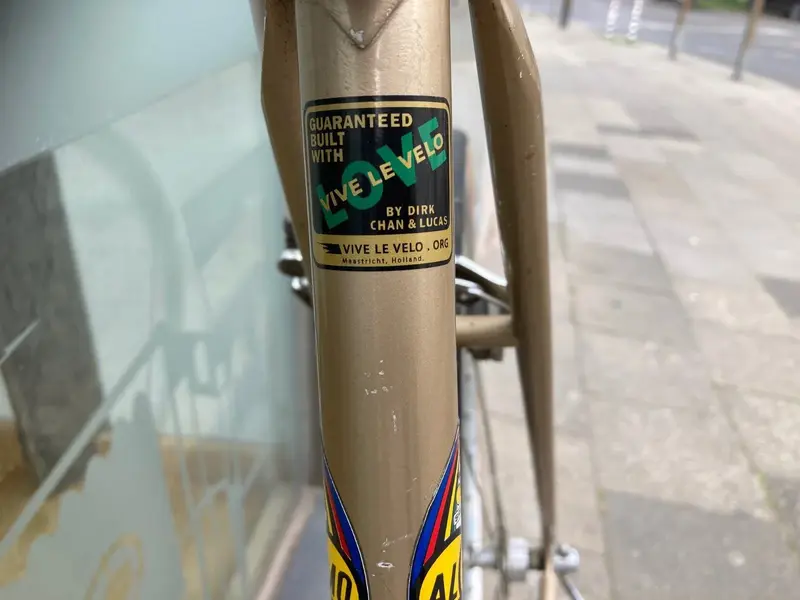 GUARANTEED
BUILT
WITH
LOVE
VIVE LE VELO
BY DIRK
CHAN & LUCAS
VIVE LE VELO . ORG
Maastricht, Holland.